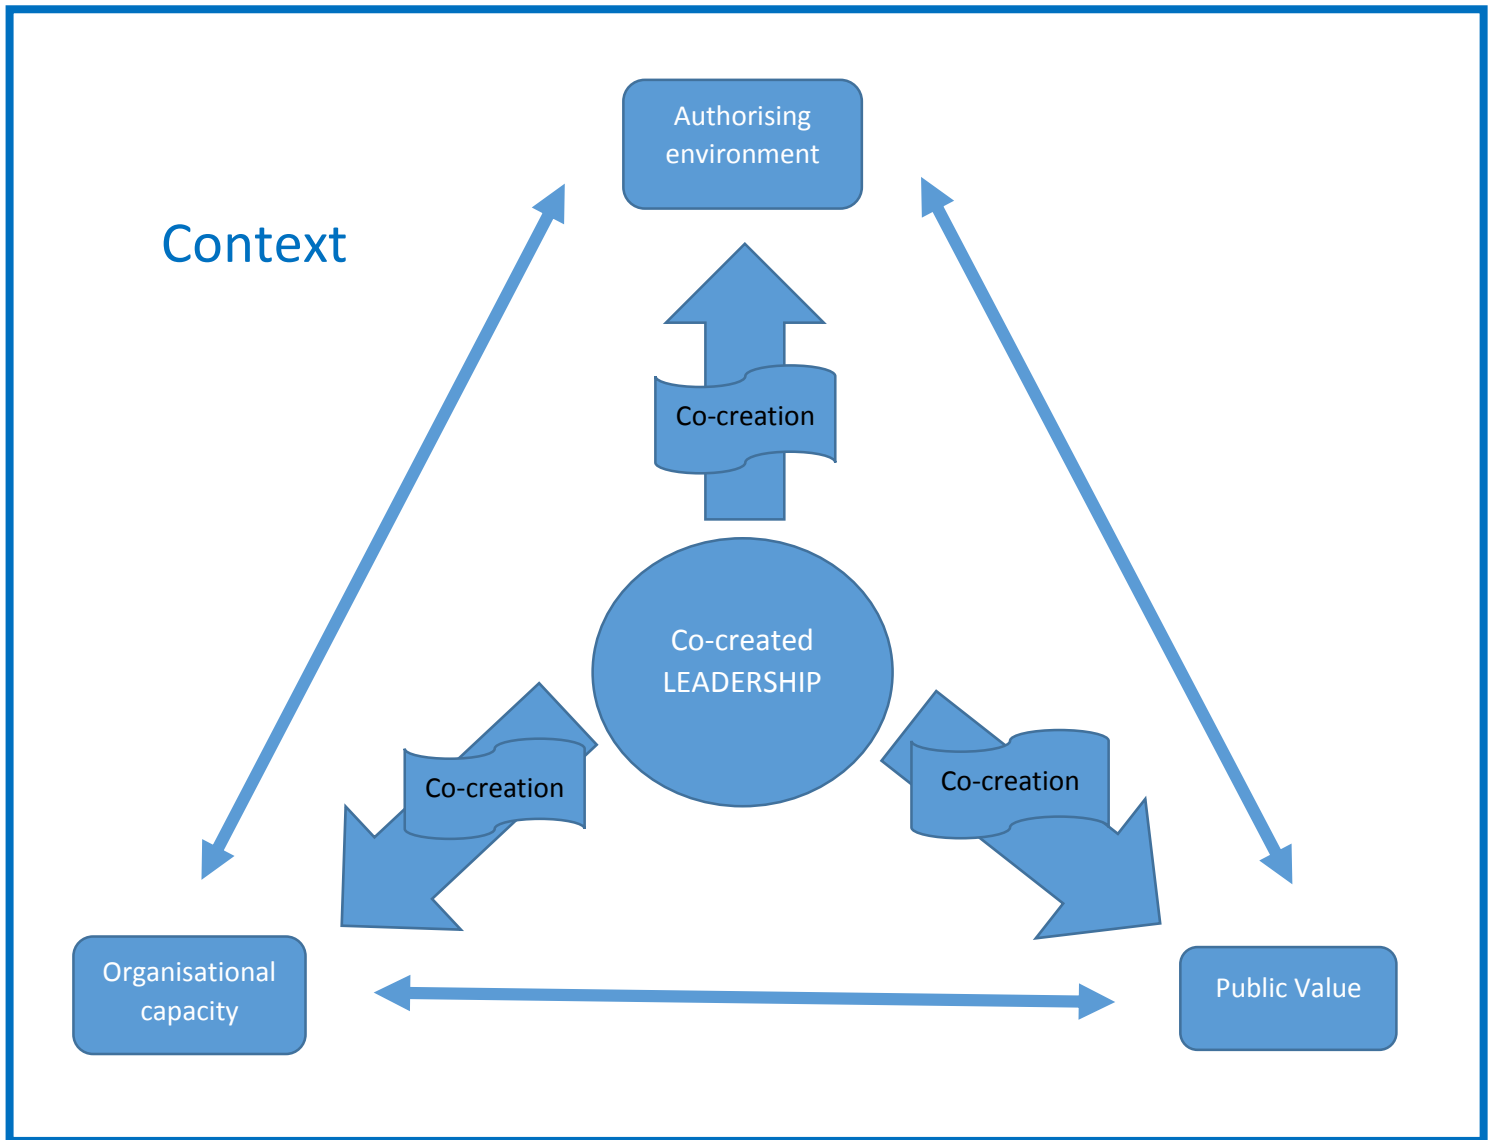 Authorising
environment
Context
Co-creation
Co-created
LEADERSHIP
Co-creation
Co-creation
Organisational
capacity
Public Value